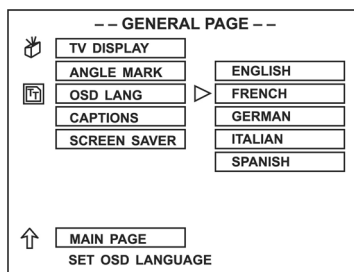 -- GENERAL PAGE --
TV DISPLAY
ANGLE MARK
OSD LANG
CAPTIONS
SCREEN SAVER
ENGLISH
FRENCH
GERMAN
ITALIAN
SPANISH
MAIN PAGE
SET OSD LANGUAGE